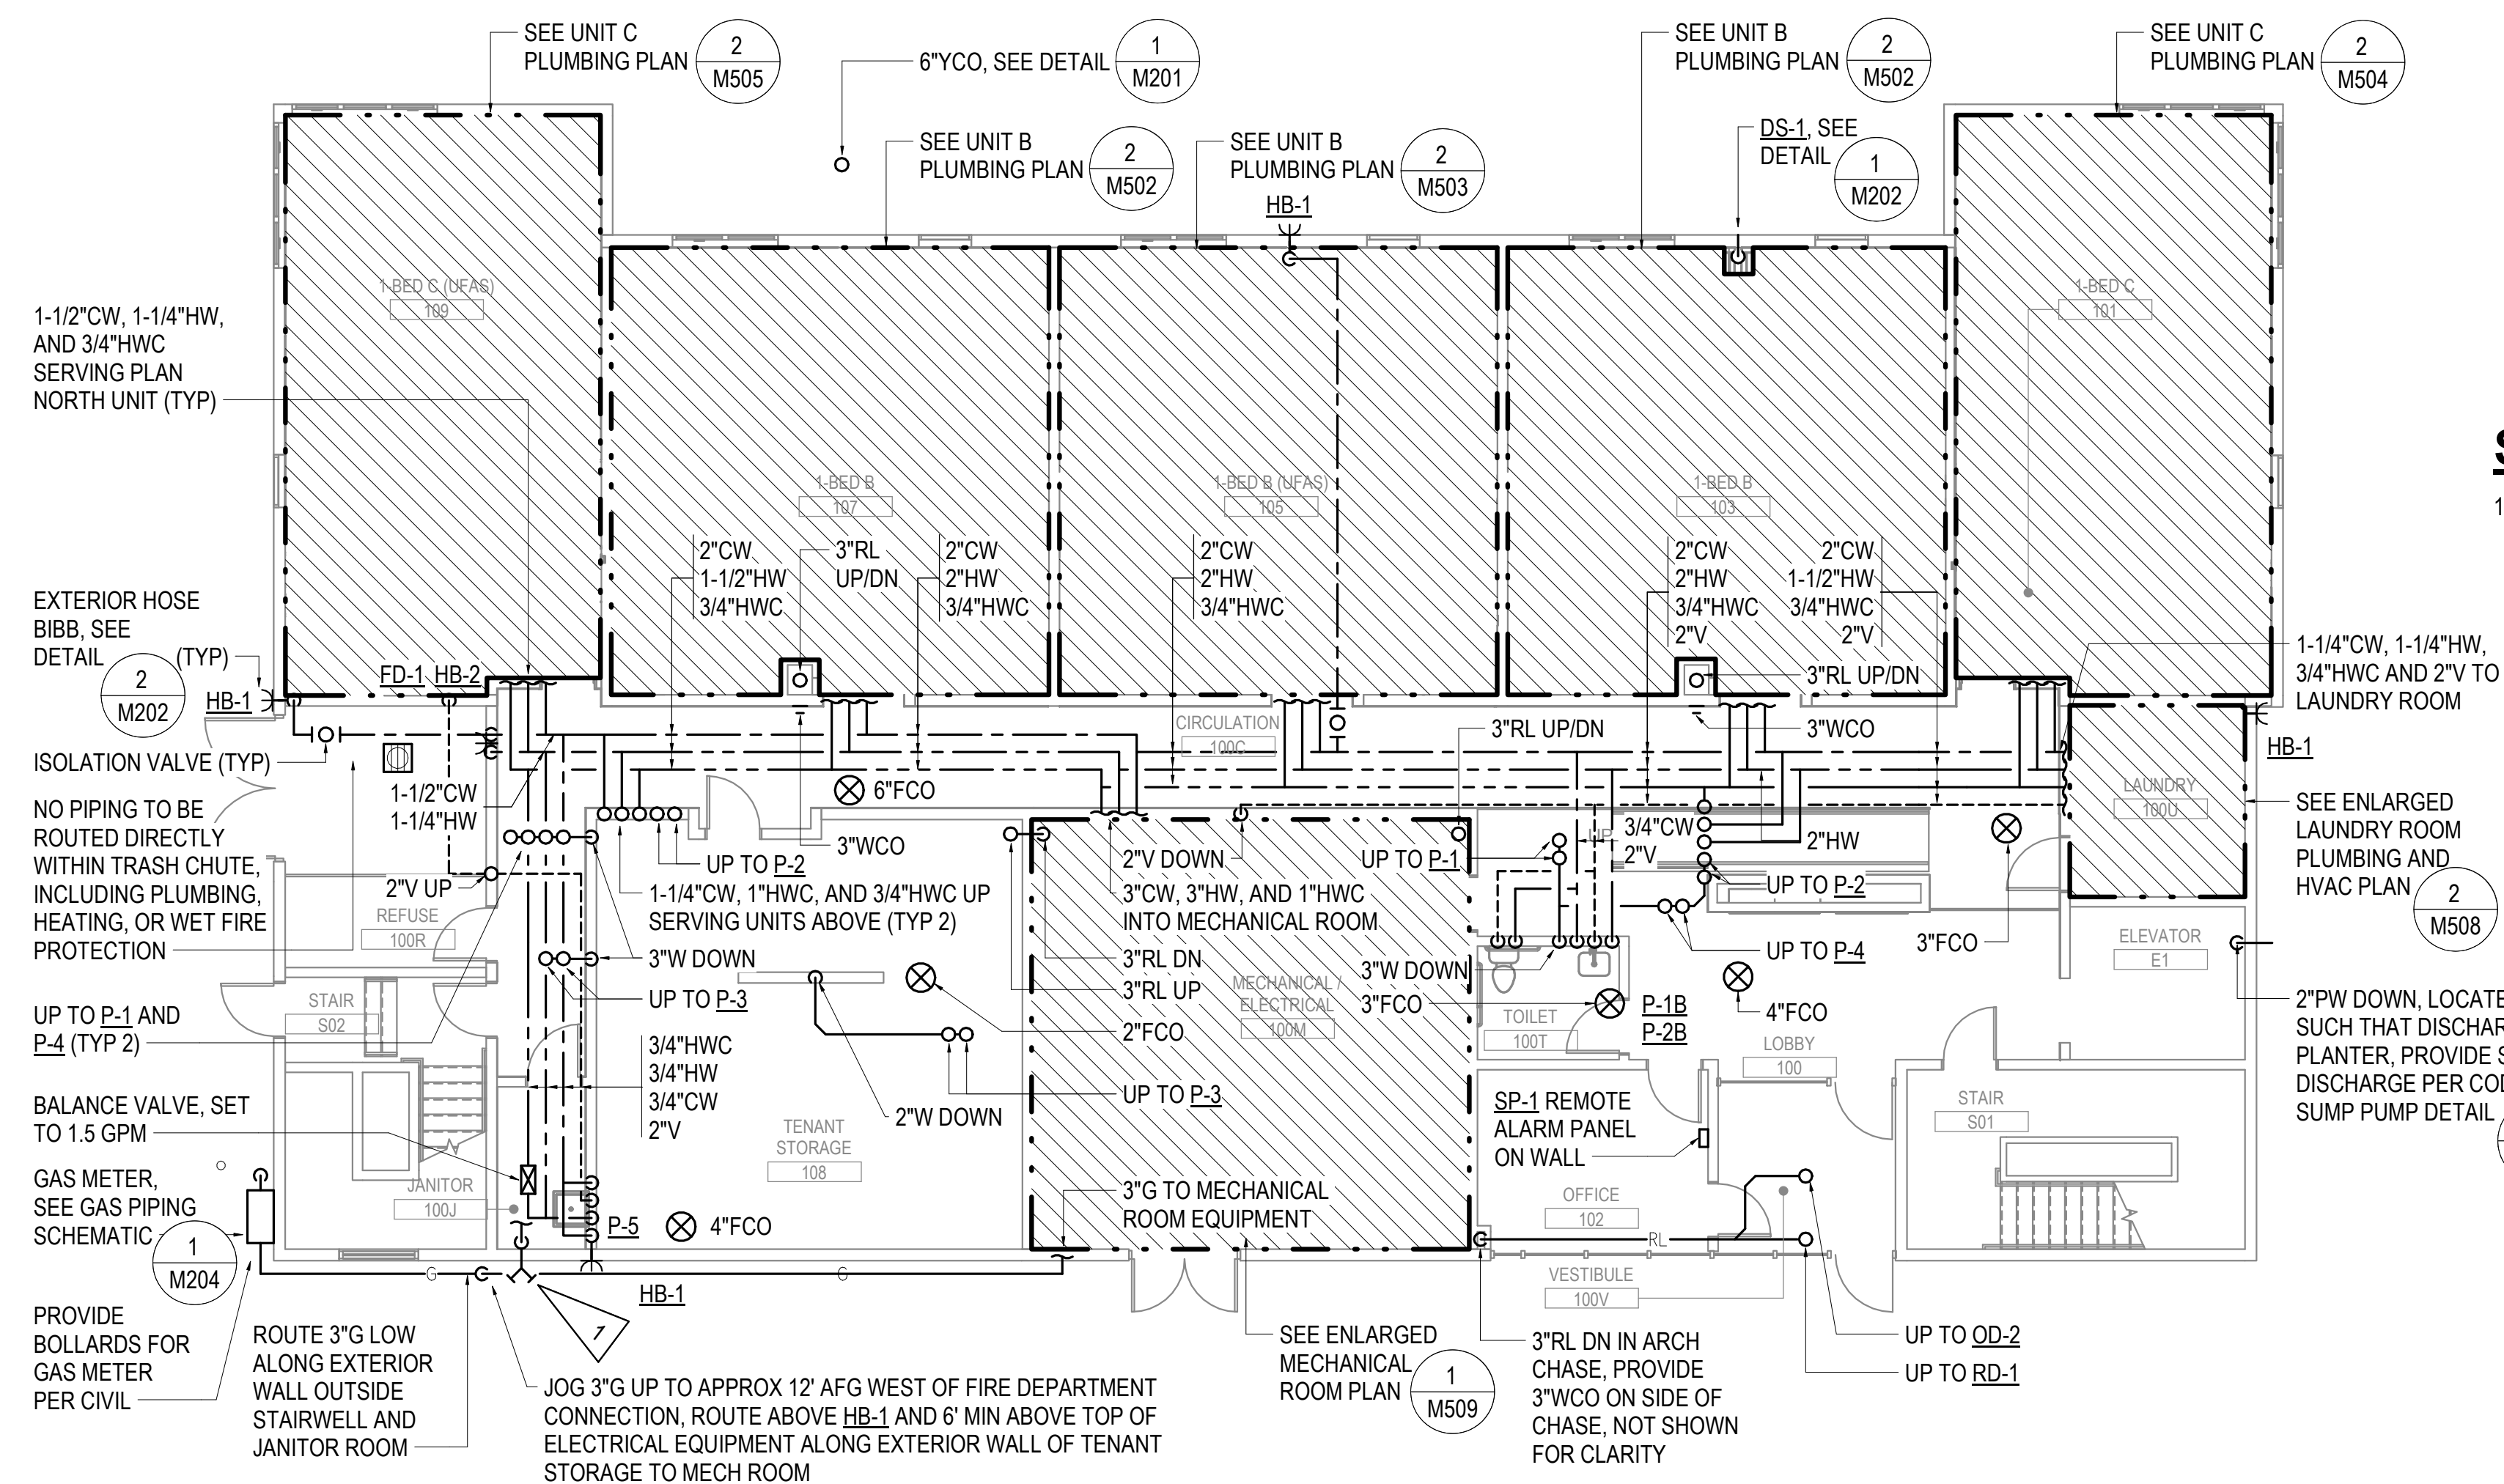 SEE UNIT C
PLUMBING PLAN
2
M505
6"YCO, SEE DETAIL
1
M201
SEE UNIT B
PLUMBING PLAN
2
M502
SEE UNIT C
PLUMBING PLAN
2
M504
SEE UNIT B
PLUMBING PLAN
2
M502
SEE UNIT B
PLUMBING PLAN
2
M503
HB-1
DS-1, SEE
DETAIL
1
M202
1-BED C (UFAS)
109
1-BED C
101
1-1/2"CW, 1-1/4"HW,
AND 3/4"HWC
SERVING PLAN
NORTH UNIT (TYP)
1-BED B
107
1-BED B (UFAS)
105
1-BED B
103
2"CW
1-1/2"HW
3/4"HWC
3"RL
UP/DN
2"CW
2"HW
3/4"HWC
2"CW
2"HW
3/4"HWC
2"CW
2"HW
3/4"HWC
2"V
2"CW
1-1/2"HW
3/4"HWC
2"V
EXTERIOR HOSE
BIBB, SEE
DETAIL
(TYP)
2
M202
HB-1
FD-1
HB-2
3"RL UP/DN
1-1/4"CW, 1-1/4"HW,
3/4"HWC AND 2"V TO
LAUNDRY ROOM
CIRCULATION
100C
3"RL UP/DN
3"WCO
HB-1
ISOLATION VALVE (TYP)
1-1/2"CW
1-1/4"HW
6"FCO
LAUNDRY
100U
NO PIPING TO BE
ROUTED DIRECTLY
WITHIN TRASH CHUTE,
INCLUDING PLUMBING,
HEATING, OR WET FIRE
PROTECTION
SEE ENLARGED
LAUNDRY ROOM
PLUMBING AND
HVAC PLAN
2
M508
2"V UP
REFUSE
100R
UP TO P-2
3"WCO
1-1/4"CW, 1"HWC, AND 3/4"HWC UP
SERVING UNITS ABOVE (TYP 2)
2"V DOWN
3"CW, 3"HW, AND 1"HWC
INTO MECHANICAL ROOM
UP TO P-1
UP
3/4"CW
2"V
2"HW
UP TO P-2
3"W DOWN
UP TO P-3
3"RL DN
3"RL UP
2"FCO
MECHANICAL /
ELECTRICAL
100M
3"W DOWN
3"FCO
UP TO P-4
3"FCO
ELEVATOR
E1
STAIR
S02
UP TO P-1 AND
P-4 (TYP 2)
TOILET
100T
P-1B
P-2B
4"FCO
LOBBY
100
3/4"HWC
3/4"HW
3/4"CW
2"V
2"W DOWN
UP TO P-3
BALANCE VALVE, SET
TO 1.5 GPM
TENANT
STORAGE
108
SP-1 REMOTE
ALARM PANEL
ON WALL
STAIR
S01
GAS METER,
SEE GAS PIPING
SCHEMATIC
1
M204
JANITOR
100J
P-5
4"FCO
3"G TO MECHANICAL
ROOM EQUIPMENT
OFFICE
102
RL
G
G
HB-1
1
VESTIBULE
100V
PROVIDE
BOLLARDS FOR
GAS METER
PER CIVIL
ROUTE 3"G LOW
ALONG EXTERIOR
WALL OUTSIDE
STAIRWELL AND
JANITOR ROOM
JOG 3"G UP TO APPROX 12' AFG WEST OF FIRE DEPARTMENT
CONNECTION, ROUTE ABOVE HB-1 AND 6' MIN ABOVE TOP OF
ELECTRICAL EQUIPMENT ALONG EXTERIOR WALL OF TENANT
STORAGE TO MECH ROOM
SEE ENLARGED
MECHANICAL
ROOM PLAN
1
M509
3"RL DN IN ARCH
CHASE, PROVIDE
3"WCO ON SIDE OF
CHASE, NOT SHOWN
FOR CLARITY
UP TO OD-2
UP TO RD-1
2"PW DOWN, LOCATE
SUCH THAT
PLANTER, PROVIDE
DISCHARGE PER
SUMP PUMP DETAIL